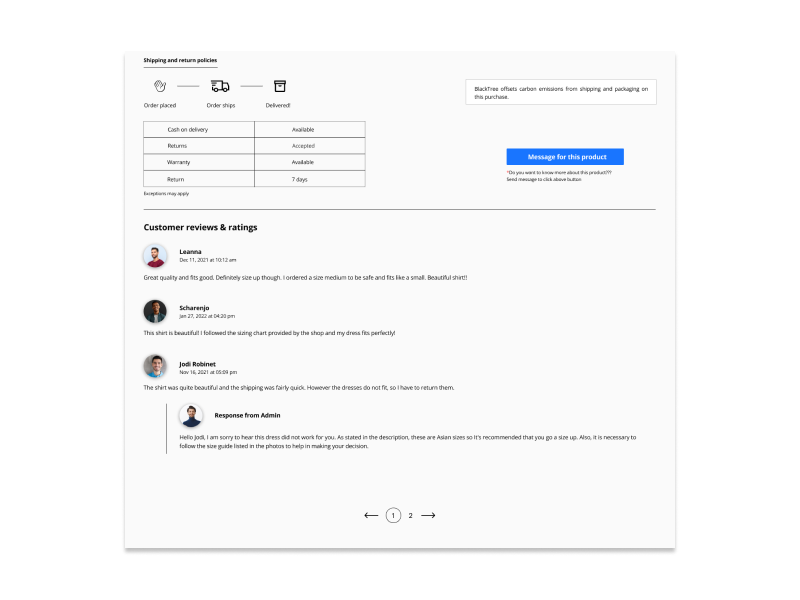 Shipping and return policies
Order placed
Order ships
Delivered!
BlackTree offsets carbon emissions from shipping and packaging on
this purchase.
Cash on delivery Available
Returns Accepted
Warranty Available
Return 7 days
Exceptions may apply
Message for this product
*Do you want to know more about this product???
Send message to click above button
Customer reviews & ratings
Leanna
Dec 11, 2021 at 10:12 am
Great quality and fits good. Definitely size up though. I ordered a size medium to be safe and fits like a small. Beautiful shirt!!
Scharenjo
Jan 27, 2022 at 04:20 pm
This shirt is beautiful! I followed the sizing chart provided by the shop and my dress fits perfectly!
Jodi Robinet
Nov 16, 2021 at 05:09 pm
The shirt was quite beautiful and the shipping was fairly quick. However the dresses do not fit, so I have to return them.
Response from Admin
Hello Jodi, I am sorry to hear this dress did not work for you. As stated in the description, these are Asian sizes so it's recommended that you go a size up. Also, it is necessary to
follow the size guide listed in the photos to help in making your decision.
1 2